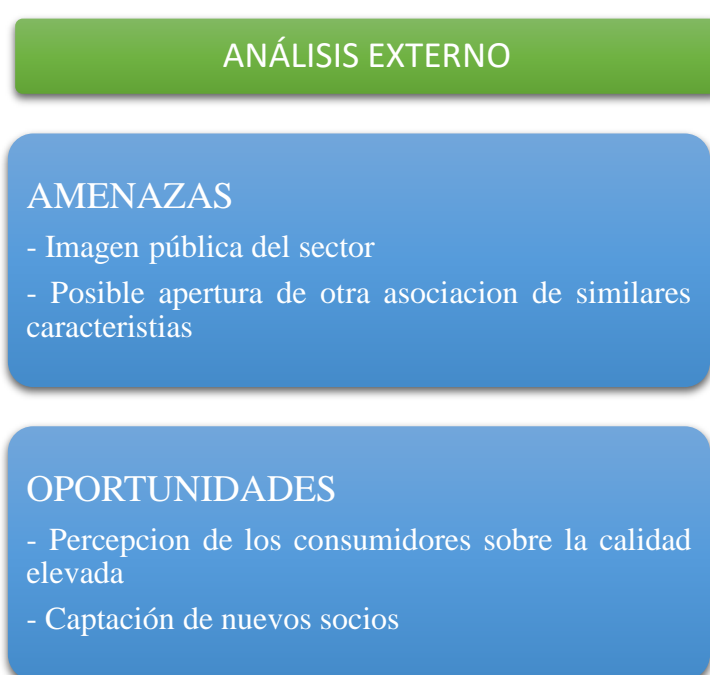 ANÁLISIS EXTERNO
AMENAZAS
- Imagen pública del sector
- Posible apertura de otra asociacion de similares
caracteristias
OPORTUNIDADES
- Percepcion de los consumidores sobre la calidad
elevada
- Captación de nuevos socios